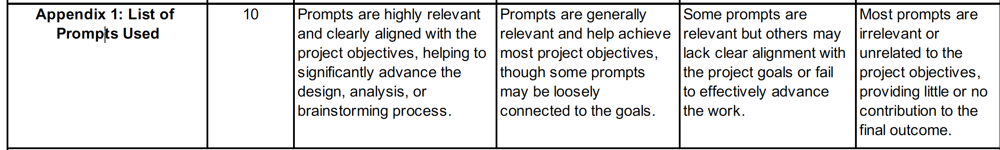 Appendix 1: List of
Prompts Used
10
Prompts are highly relevant
and clearly aligned with the
project objectives, helping to
significantly advance the
design, analysis, or
brainstorming process.
Prompts are generally
relevant and help achieve
most project objectives,
though some prompts
may be loosely
connected to the goals.
Some prompts are
relevant but others may
lack clear alignment with
the project goals or fail
to effectively advance
the work.
Most prompts are
irrelevant or
unrelated to the
project objectives,
providing little or no
contribution to the
final outcome.